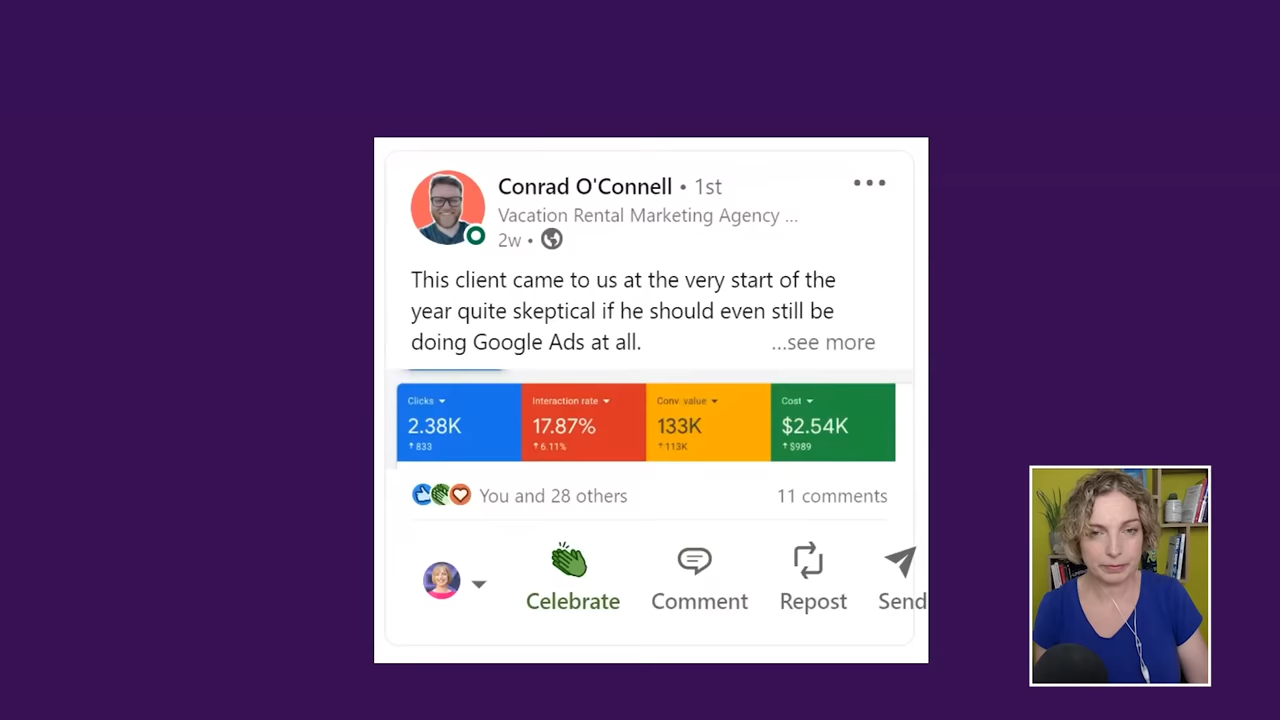 Conrad O'Connell • 1st
Vacation Rental Marketing Agency ...
2w •
This client came to us at the very start of the
year quite skeptical if he should even still be
doing Google Ads at all. ...see more
Clicks Interaction rate Conv. value Cost
2.38K 17.87% 133K $2.54K
↑833 ↑6.11% ↑113K ↑$989
You and 28 others 11 comments
Celebrate Comment Repost Send